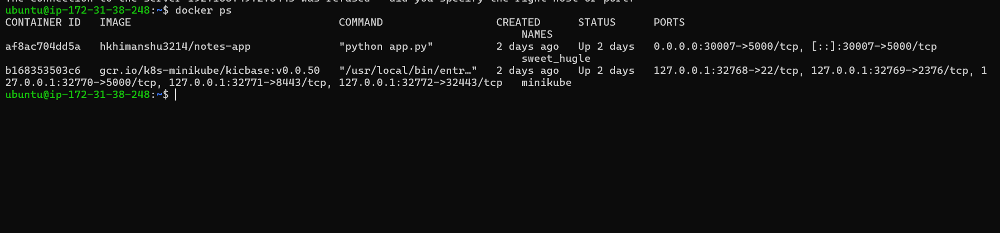 The connection to the server 192.168.49.2:8443 was refused - did you specify the right host or port?
ubuntu@ip-172-31-38-248:~$ docker ps
CONTAINER ID   IMAGE                                 COMMAND                  CREATED      STATUS      PORTS
NAMES
af8ac704dd5a   hkhimanshu3214/notes-app              "python app.py"          2 days ago   Up 2 days   0.0.0.0:30007->5000/tcp, [::]:30007->5000/tcp
sweet_hugle
b168353503c6   gcr.io/k8s-minikube/kicbase:v0.0.50   "/usr/local/bin/entr…"   2 days ago   Up 2 days   127.0.0.1:32768->22/tcp, 127.0.0.1:32769->2376/tcp, 1
27.0.0.1:32770->5000/tcp, 127.0.0.1:32771->8443/tcp, 127.0.0.1:32772->32443/tcp   minikube
ubuntu@ip-172-31-38-248:~$